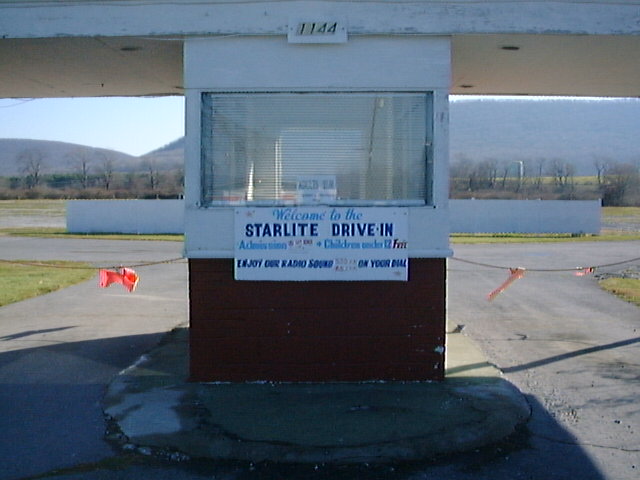 1144
Welcome to the
STARLITE DRIVE-IN
Admission Children under 12 Free
ENJOY OUR RADIO SOUND ON YOUR DIAL